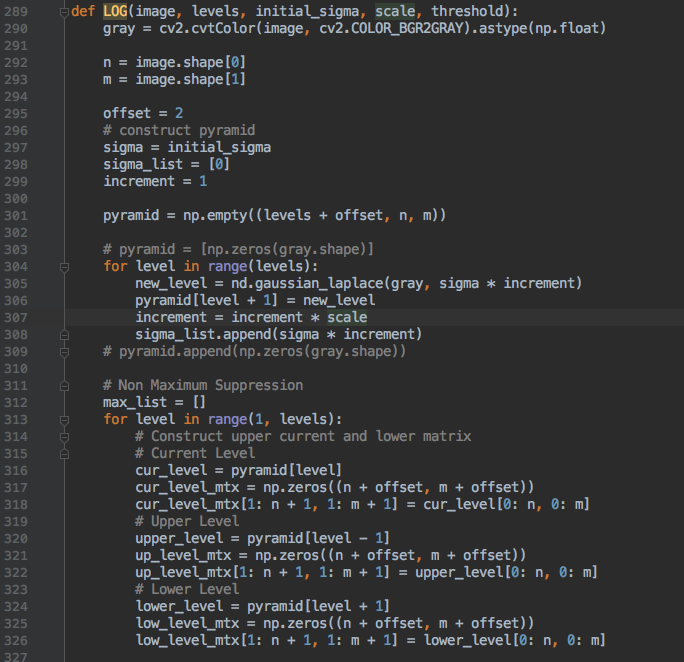 289 def LOG(image, levels, initial_sigma, scale, threshold):
290     gray = cv2.cvtColor(image, cv2.COLOR_BGR2GRAY).astype(np.float)
291
292     n = image.shape[0]
293     m = image.shape[1]
294
295     offset = 2
296     # construct pyramid
297     sigma = initial_sigma
298     sigma_list = [0]
299     increment = 1
300
301     pyramid = np.empty((levels + offset, n, m))
302
303     # pyramid = [np.zeros(gray.shape)]
304     for level in range(levels):
305         new_level = nd.gaussian_laplace(gray, sigma * increment)
306         pyramid[level + 1] = new_level
307         increment = increment * scale
308         sigma_list.append(sigma * increment)
309     # pyramid.append(np.zeros(gray.shape))
310
311     # Non Maximum Suppression
312     max_list = []
313     for level in range(1, levels):
314         # Construct upper current and lower matrix
315         # Current Level
316         cur_level = pyramid[level]
317         cur_level_mtx = np.zeros((n + offset, m + offset))
318         cur_level_mtx[1: n + 1, 1: m + 1] = cur_level[0: n, 0: m]
319         # Upper Level
320         upper_level = pyramid[level - 1]
321         up_level_mtx = np.zeros((n + offset, m + offset))
322         up_level_mtx[1: n + 1, 1: m + 1] = upper_level[0: n, 0: m]
323         # Lower Level
324         lower_level = pyramid[level + 1]
325         low_level_mtx = np.zeros((n + offset, m + offset))
326         low_level_mtx[1: n + 1, 1: m + 1] = lower_level[0: n, 0: m]
327